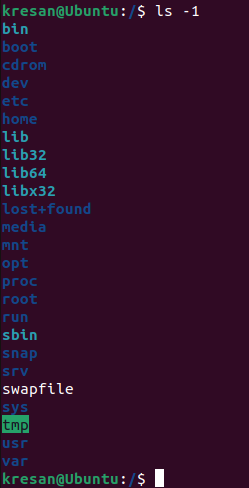 kresan@Ubuntu:/$ ls -1
bin
boot
cdrom
dev
etc
home
lib
lib32
lib64
libx32
lost+found
media
mnt
opt
proc
root
run
sbin
snap
srv
swapfile
sys
tmp
usr
var
kresan@Ubuntu:/$